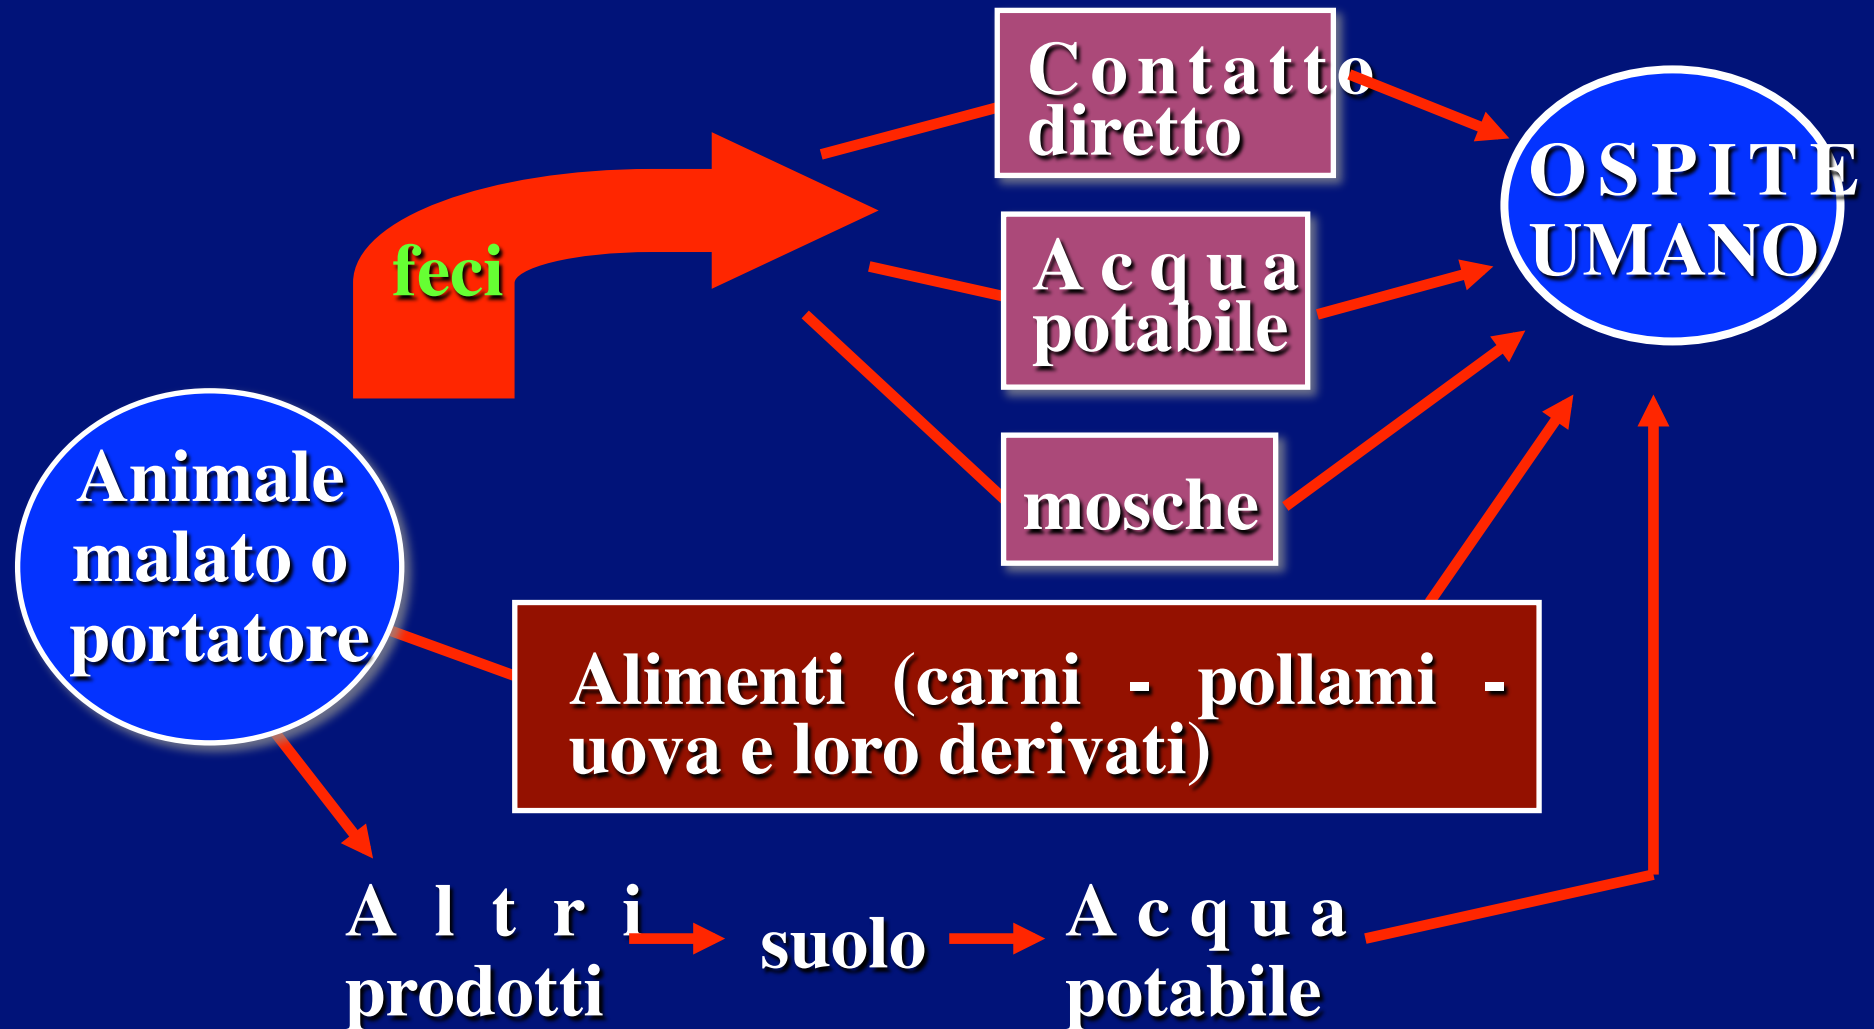 Contatto
diretto
OSPITE
UMANO
feci
Acqua
potabile
Animale
malato o
portatore
mosche
Alimenti (carni - pollami -
uova e loro derivati)
Altri
prodotti
suolo
Acqua
potabile